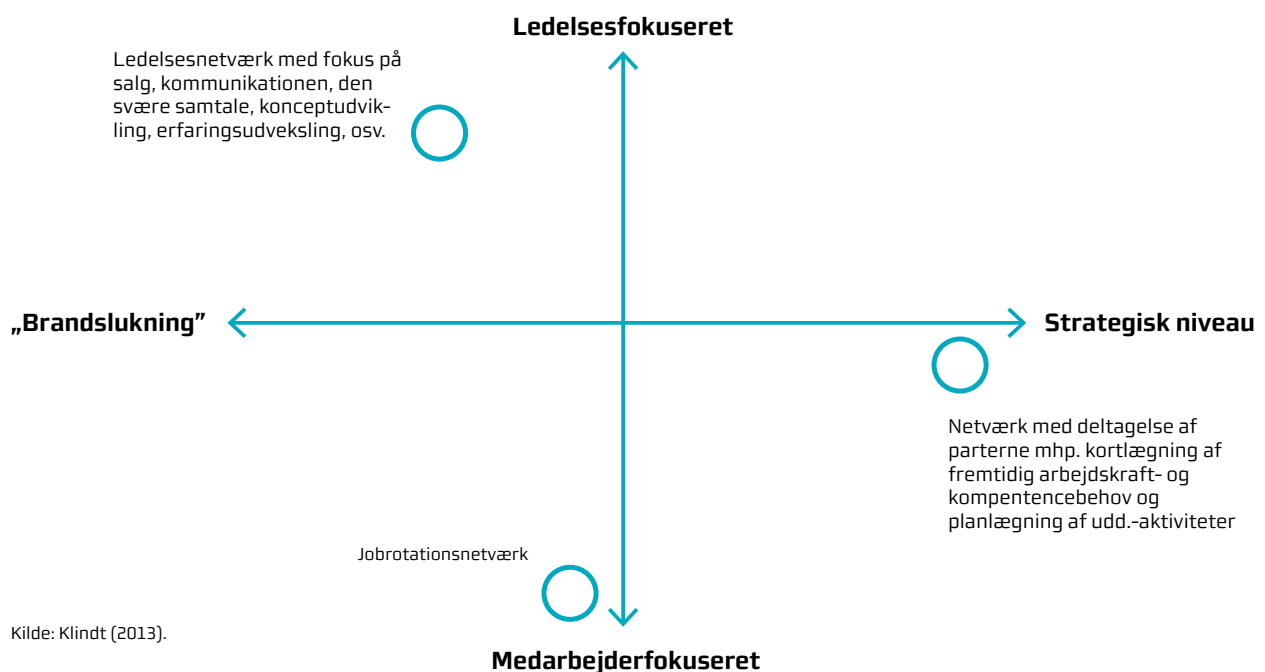 Ledelsesfokuseret
Ledelsesnetværk med fokus på
salg, kommunikationen, den
svære samtale, konceptudvik-
ling, erfaringsudveksling, osv.
„Brandslukning”
Strategisk niveau
Netværk med deltagelse af
parterne mhp. kortlægning af
fremtidig arbejdskraft- og
kompentencebehov og
planlægning af udd.-aktiviteter
Jobrotationsnetværk
Kilde: Klindt (2013).
Medarbejderfokuseret